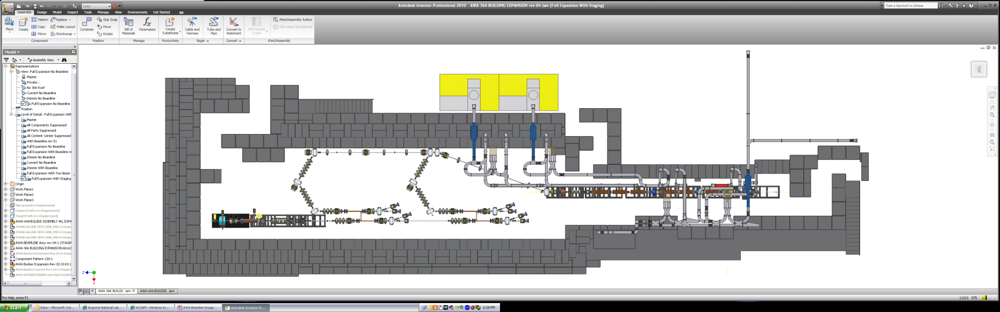 Autodesk Inventor Professional 2010 AWA 366 BUILDING EXPANSION rev 04.iam (Full Expansion With Staging)
Type a keyword or phrase
Color
PRO
Assemble Design Model Inspect Tools Manage View Environments Get Started
Place
Create
Pattern
Copy
Mirror
Replace
Make Layout
Shrinkwrap
Component
Constrain
Grip Snap
Move
Rotate
Position
Bill of Materials
Parameters
Manage
Create Substitutes
Productivity
Cable and Harness
Tube and Pipe
Begin
Convert to Weldment
Convert
Edit Factory Scope
iPart/iAssembly Author
Edit using Spreadsheet
iPart/iAssembly
Model
Assembly View
Representations
View: Full Expansion No Beamline
Master
Private...
No 366 Roof
Current No Beamline
Interim No Beamline
Full Expansion No Beamline
Position
Level of Detail : Full Expansion With
Master
All Components Suppressed
All Parts Suppressed
All Content Center Suppressed
With Beamline rev 01
Full Expansion No Beamline
Full Expansion With Beamline re
Interim No Beamline
Current No Beamline
Interim With Beamline
Full Expansion With Two Beam
Full Expansion With Staging
Origin
Work Plane1
Work Plane2
Work Plane3
366 ground:1 (Suppressed)
Camera Path 1:1 (Suppressed)
Target Path 1:1 (Suppressed)
AWA-WAVEGUIDE ASSEMBLY 4KL EXPA
STAND ALONE TEST LINE_MIR:1 (Supp
STAND ALONE TEST LINE_MIR:2 (Supp
STAND ALONE TEST LINE_MIR:3 (Supp
AWA BEAMLINE Assy rev 04:1 (STAGIN
AWA 366 BUILDING EXPANSION 60x62
AWA Bunker Expansion Rev 01:1 (Supp
Component Pattern 120:1
AWA Bunker Expansion Rev 02.0143:1
AWA Bunker Current Rev 01:1 (Suppre
AWA-WITNESS BEAM and YALE SOLEN
TOP
Z
X
AWA 366 BUILDI...iam
AWA-WAVEGUIDE...iam
For Help, press F1
11213 575
start
Inbox - Microsoft Out...
Argonne National Lab...
WLSAM - Windows In...
AWA Beamline Image...
Autodesk Inventor Pr...
6:28 PM